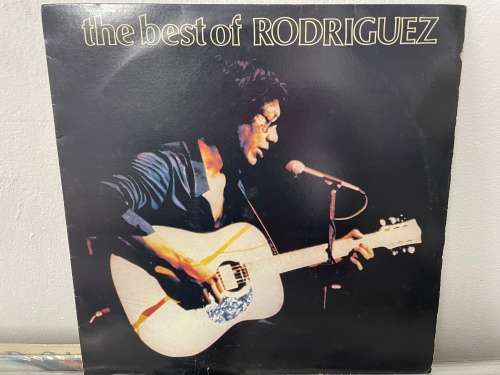 the best of RODRIGUEZ